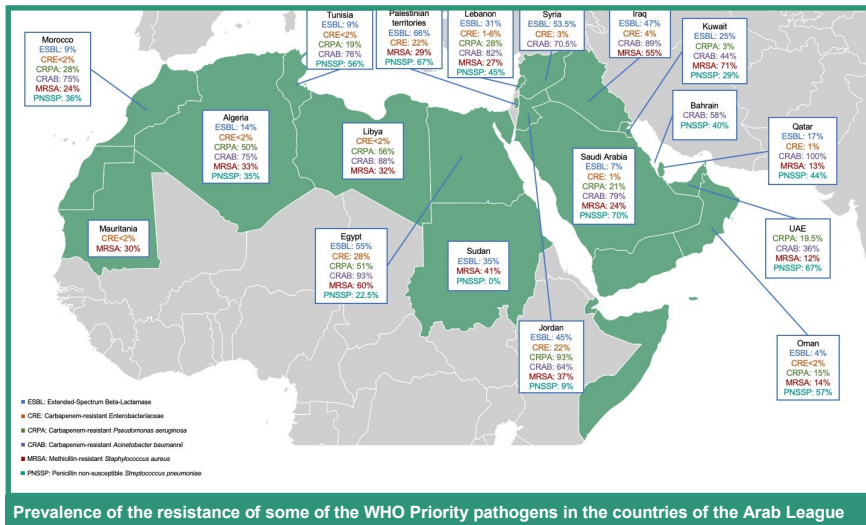 Tunisia
ESBL: 9%
CRE<2%
CRPA: 19%
CRAB: 76%
PNSSP: 56%
Palestinian
territories
ESBL: 66%
CRE: 22%
MRSA: 29%
PNSSP: 67%
Lebanon
ESBL: 31%
CRE: 1-6%
CRPA: 28%
CRAB: 82%
MRSA: 27%
PNSSP: 45%
Syria
ESBL: 53.5%
CRE: 3%
CRAB: 70.5%
Iraq
ESBL: 47%
CRE: 4%
CRAB: 89%
MRSA: 55%
Kuwait
ESBL: 25%
CRPA: 3%
CRAB: 44%
MRSA: 71%
PNSSP: 29%
Morocco
ESBL: 9%
CRE<2%
CRPA: 28%
CRAB: 75%
MRSA: 24%
PNSSP: 36%
Algeria
ESBL: 14%
CRE<2%
CRPA: 50%
CRAB: 75%
MRSA: 33%
PNSSP: 35%
Libya
CRE<2%
CRPA: 56%
CRAB: 88%
MRSA: 32%
Bahrain
CRAB: 58%
PNSSP: 40%
Qatar
ESBL: 17%
CRE: 1%
CRAB: 100%
MRSA: 13%
PNSSP: 44%
Saudi Arabia
ESBL: 7%
CRE: 1%
CRPA: 21%
CRAB: 79%
MRSA: 24%
PNSSP: 70%
Mauritania
CRE<2%
MRSA: 30%
Egypt
ESBL: 55%
CRE: 28%
CRPA: 51%
CRAB: 93%
MRSA: 60%
PNSSP: 22.5%
Sudan
ESBL: 35%
MRSA: 41%
PNSSP: 0%
UAE
CRPA: 19.5%
CRAB: 36%
MRSA: 12%
PNSSP: 67%
Jordan
ESBL: 45%
CRE: 22%
CRPA: 93%
CRAB: 64%
MRSA: 37%
PNSSP: 9%
Oman
ESBL: 4%
CRE<2%
CRPA: 15%
MRSA: 14%
PNSSP: 57%
ESBL: Extended-Spectrum Beta-Lactamase
CRE: Carbapenem-resistant Enterobacteriaceae
CRPA: Carbapenem-resistant Pseudomonas aeruginosa
CRAB: Carbapenem-resistant Acinetobacter baumannii
MRSA: Methicillin-resistant Staphylococcus aureus
PNSSP: Penicillin non-susceptible Streptococcus pneumoniae
Prevalence of the resistance of some of the WHO Priority pathogens in the countries of the Arab League